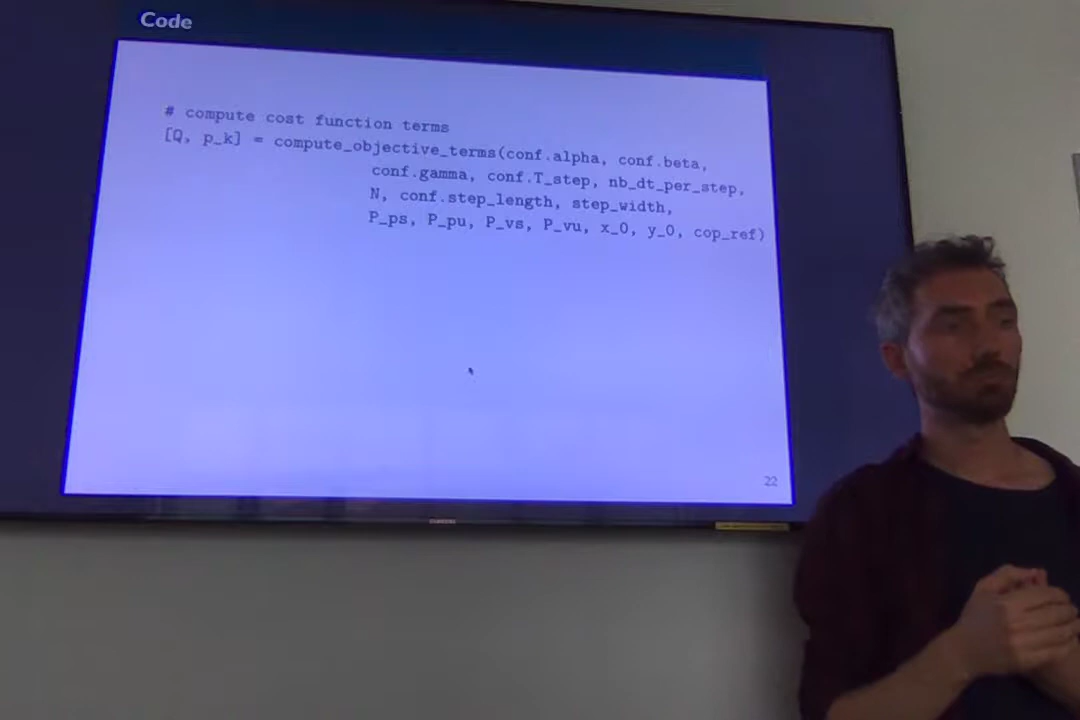 Code
# compute cost function terms
[Q, p_k] = compute_objective_terms(conf.alpha, conf.beta,
conf.gamma, conf.T_step, nb_dt_per_step,
N, conf.step_length, step_width,
P_ps, P_pu, P_vs, P_vu, x_0, y_0, cop_ref)
22